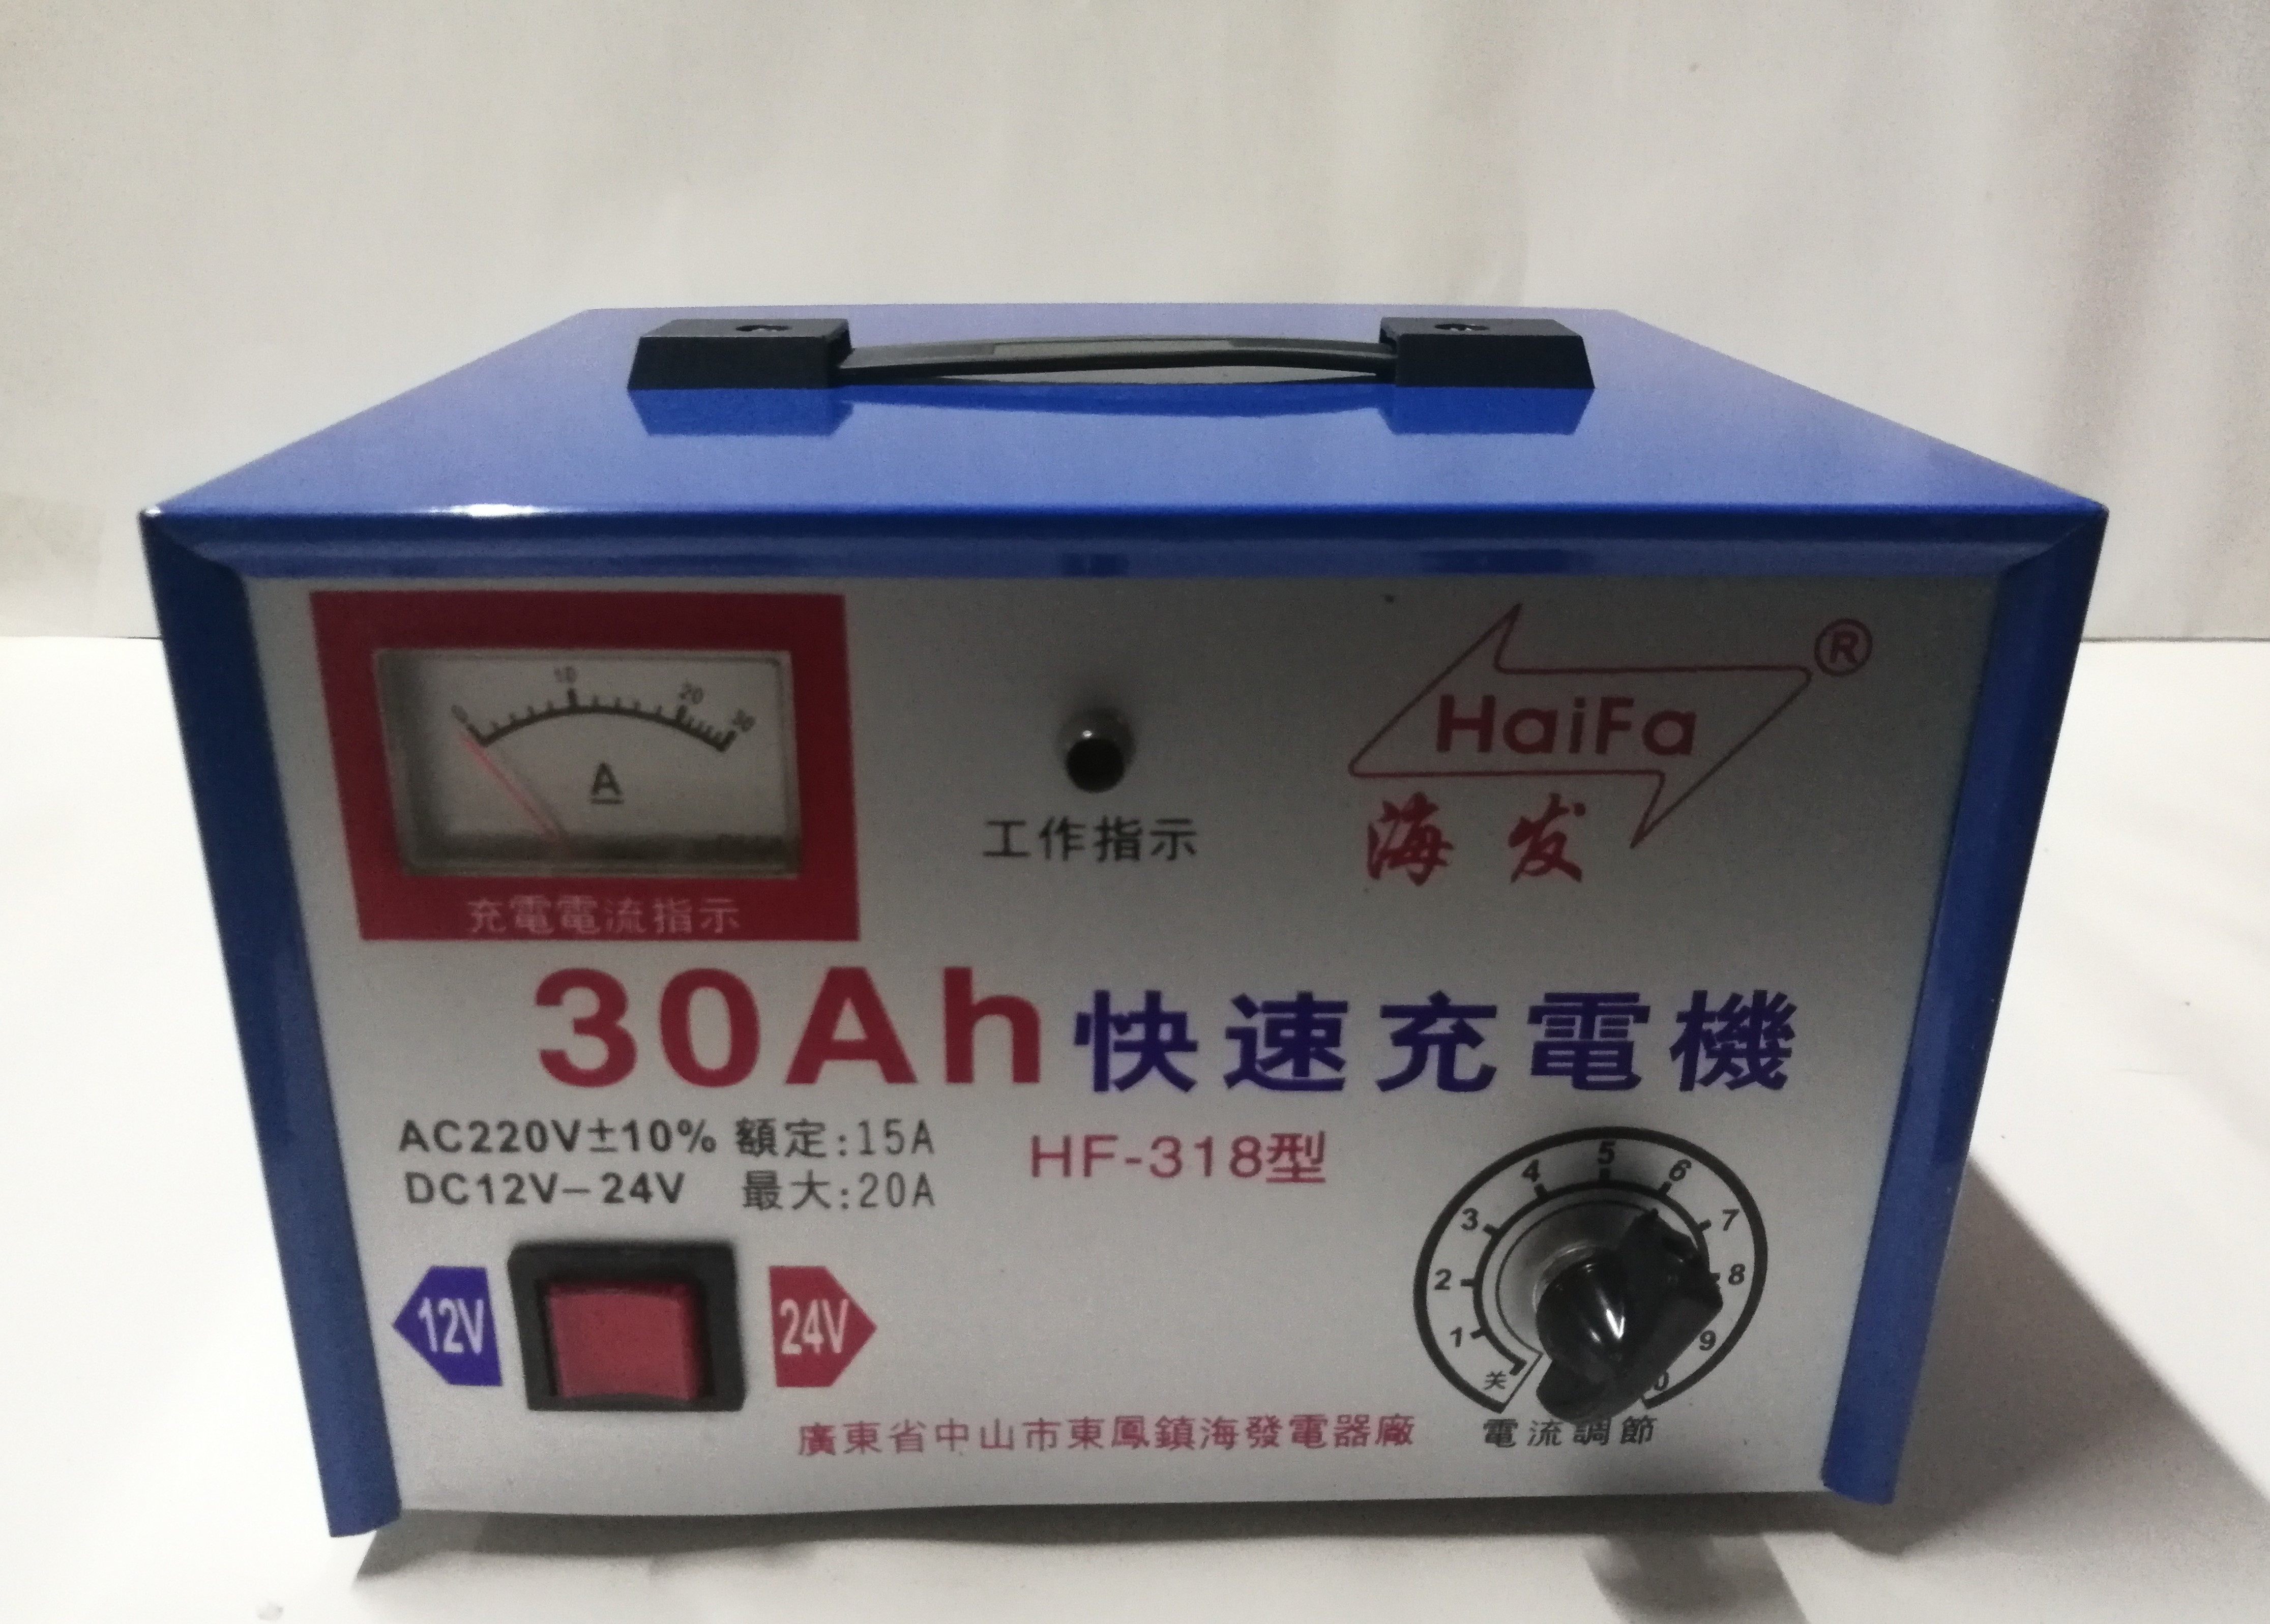 0 10 20 30
A
充電電流指示
工作指示
HaiFa ®
海发
30Ah快速充電機
AC220V±10% 額定:15A
DC12V-24V 最大:20A
HF-318型
12V
24V
关 1 2 3 4 5 6 7 8 9
電流調節
廣東省中山市東鳳鎮海發電器廠